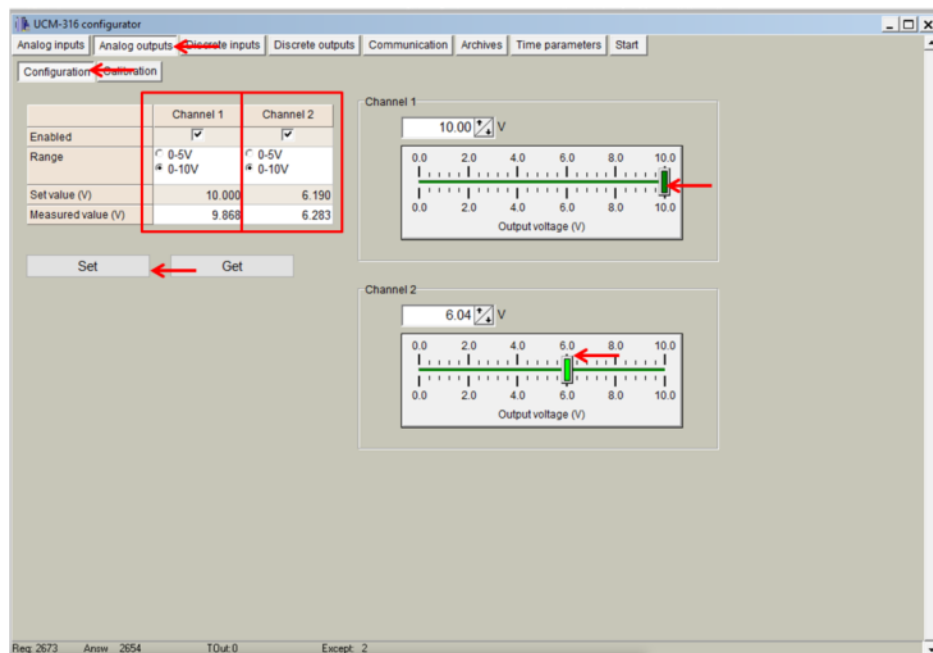 UCM-316 configurator
Analog inputs Analog outputs Discrete inputs Discrete outputs Communication Archives Time parameters Start
Configuration Calibration
Channel 1 Channel 2
Enabled
Range 0-5V 0-5V
0-10V 0-10V
Set value (V) 10.000 6.190
Measured value (V) 9.868 6.283
Set Get
Channel 1
10.00 V
0.0 2.0 4.0 6.0 8.0 10.0
0.0 2.0 4.0 6.0 8.0 10.0
Output voltage (V)
Channel 2
6.04 V
0.0 2.0 4.0 6.0 8.0 10.0
0.0 2.0 4.0 6.0 8.0 10.0
Output voltage (V)
Req: 2673 Answ 2654 TOut:0 Except: 2